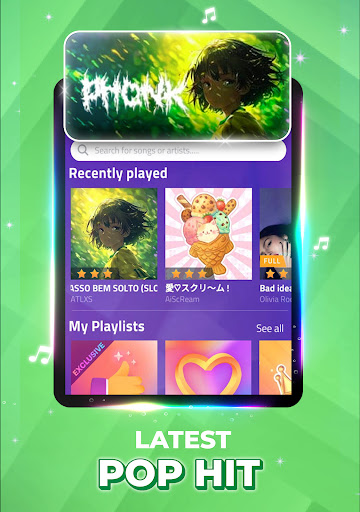 PHONK
Search for songs or artists.....
Recently played
FULL
ASSO BEM SOLTO (SLO
愛♡スクリ〜ム!
Bad idea
ATLXS
AiScReam
Olivia Ro
My Playlists
See all
EXCLUSIVE
LATEST
POP HIT